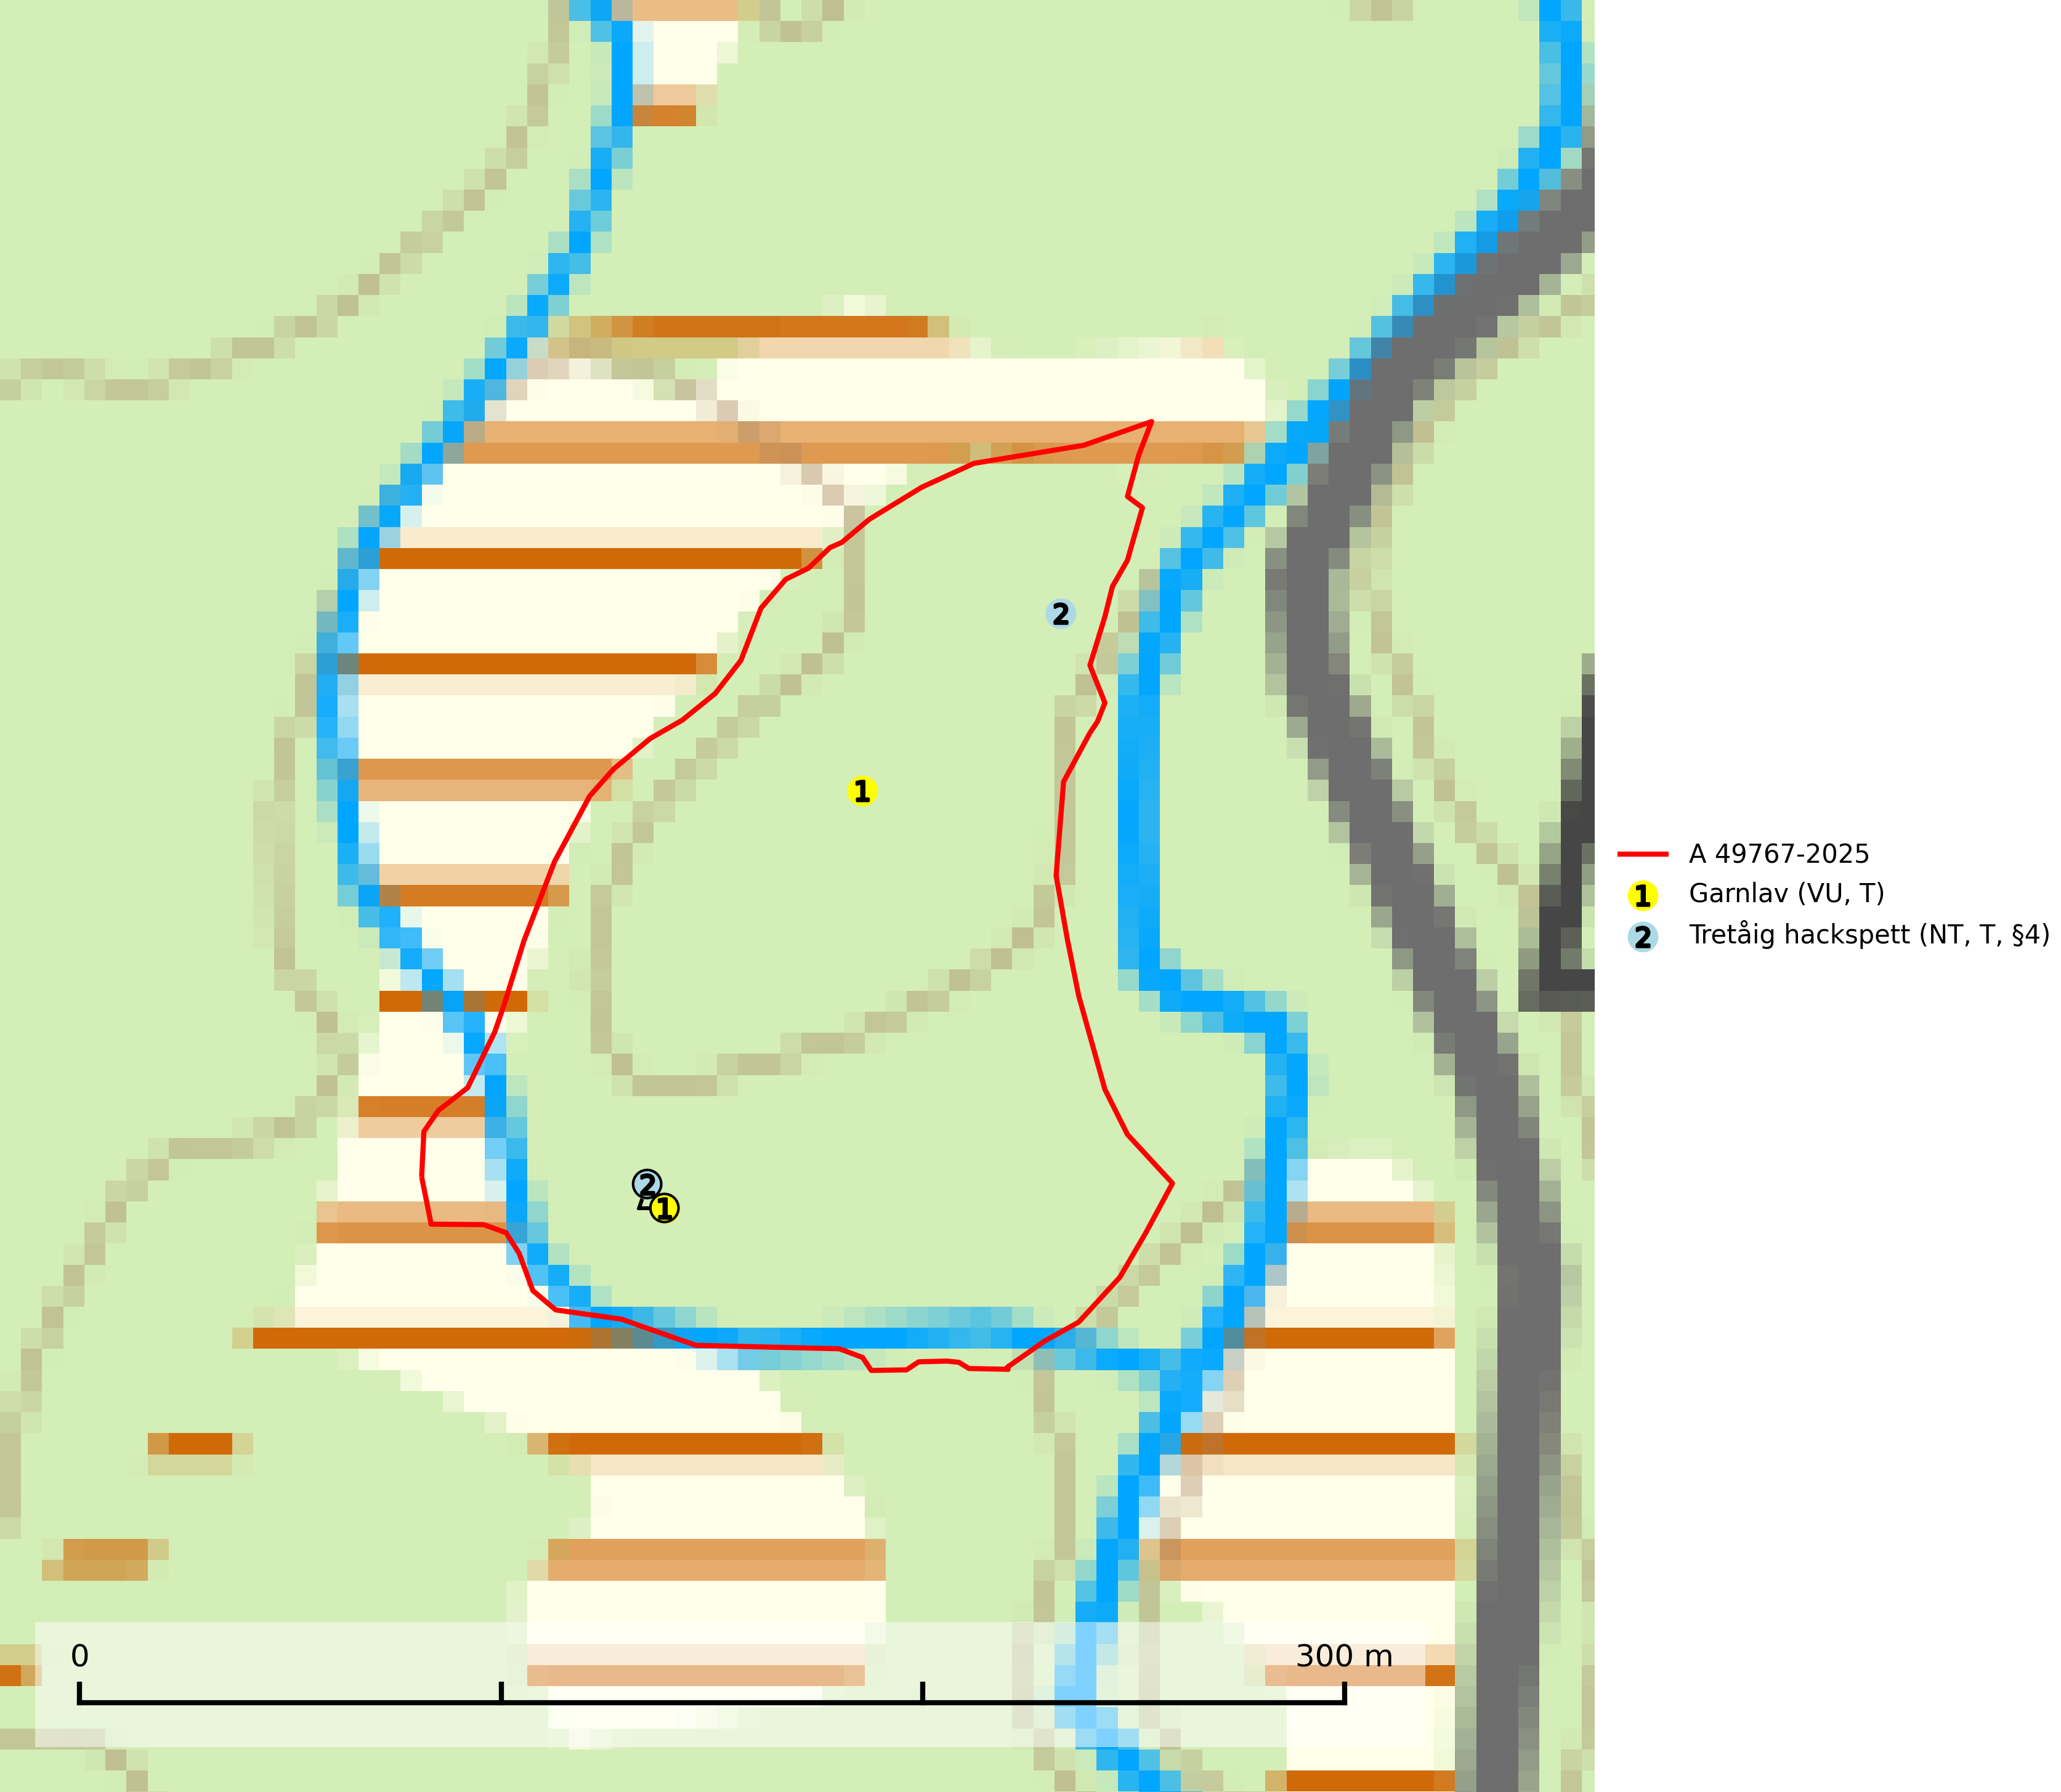 2
1
2
1
0 300 m
A 49767-2025
1 Garnlav (VU, T)
2 Tretåig hackspett (NT, T, §4)